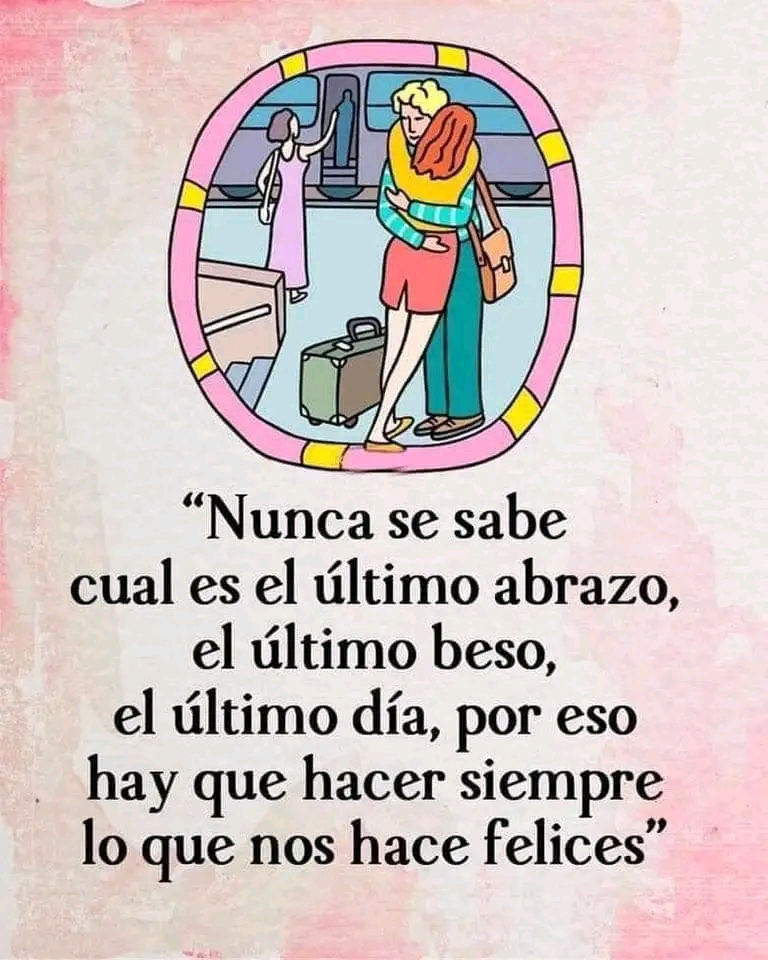 “Nunca se sabe
cual es el último abrazo,
el último beso,
el último día, por eso
hay que hacer siempre
lo que nos hace felices”